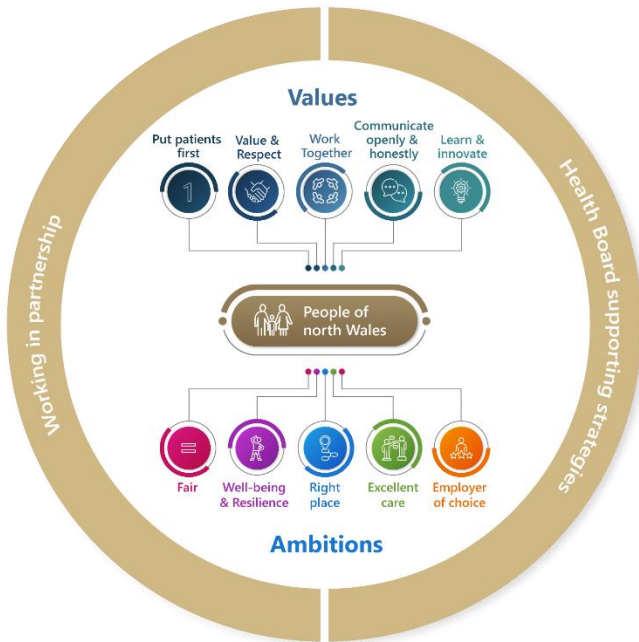 Values
Put patients
first
Value &
Respect
Work
Together
Communicate
openly &
honestly
Learn &
innovate
1
Working in partnership
Health Board supporting strategies
People of
north Wales
=
Fair
Well-being
& Resilience
Right
place
Excellent
care
Employer
of choice
Ambitions